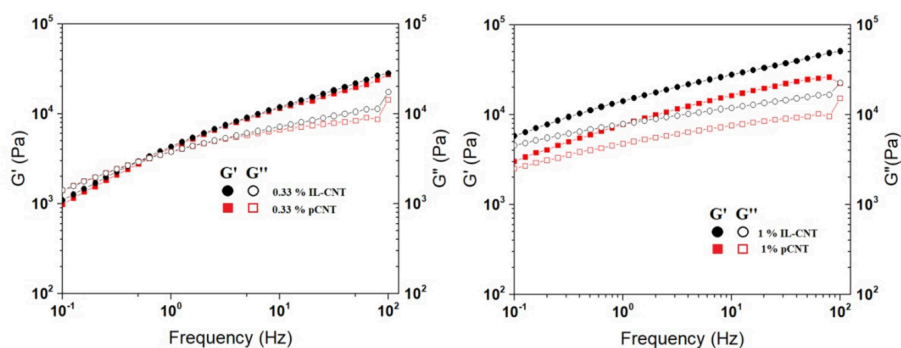 10^5
10^4
10^3
10^2
G' (Pa)
10^5
10^4
10^3
10^2
G" (Pa)
G' G''
0.33 % IL-CNT
0.33 % pCNT
10^-1 10^0 10^1 10^2
Frequency (Hz)
10^5
10^4
10^3
10^2
G' (Pa)
10^5
10^4
10^3
10^2
G"(Pa)
G' G''
1 % IL-CNT
1% pCNT
10^-1 10^0 10^1 10^2
Frequency (Hz)